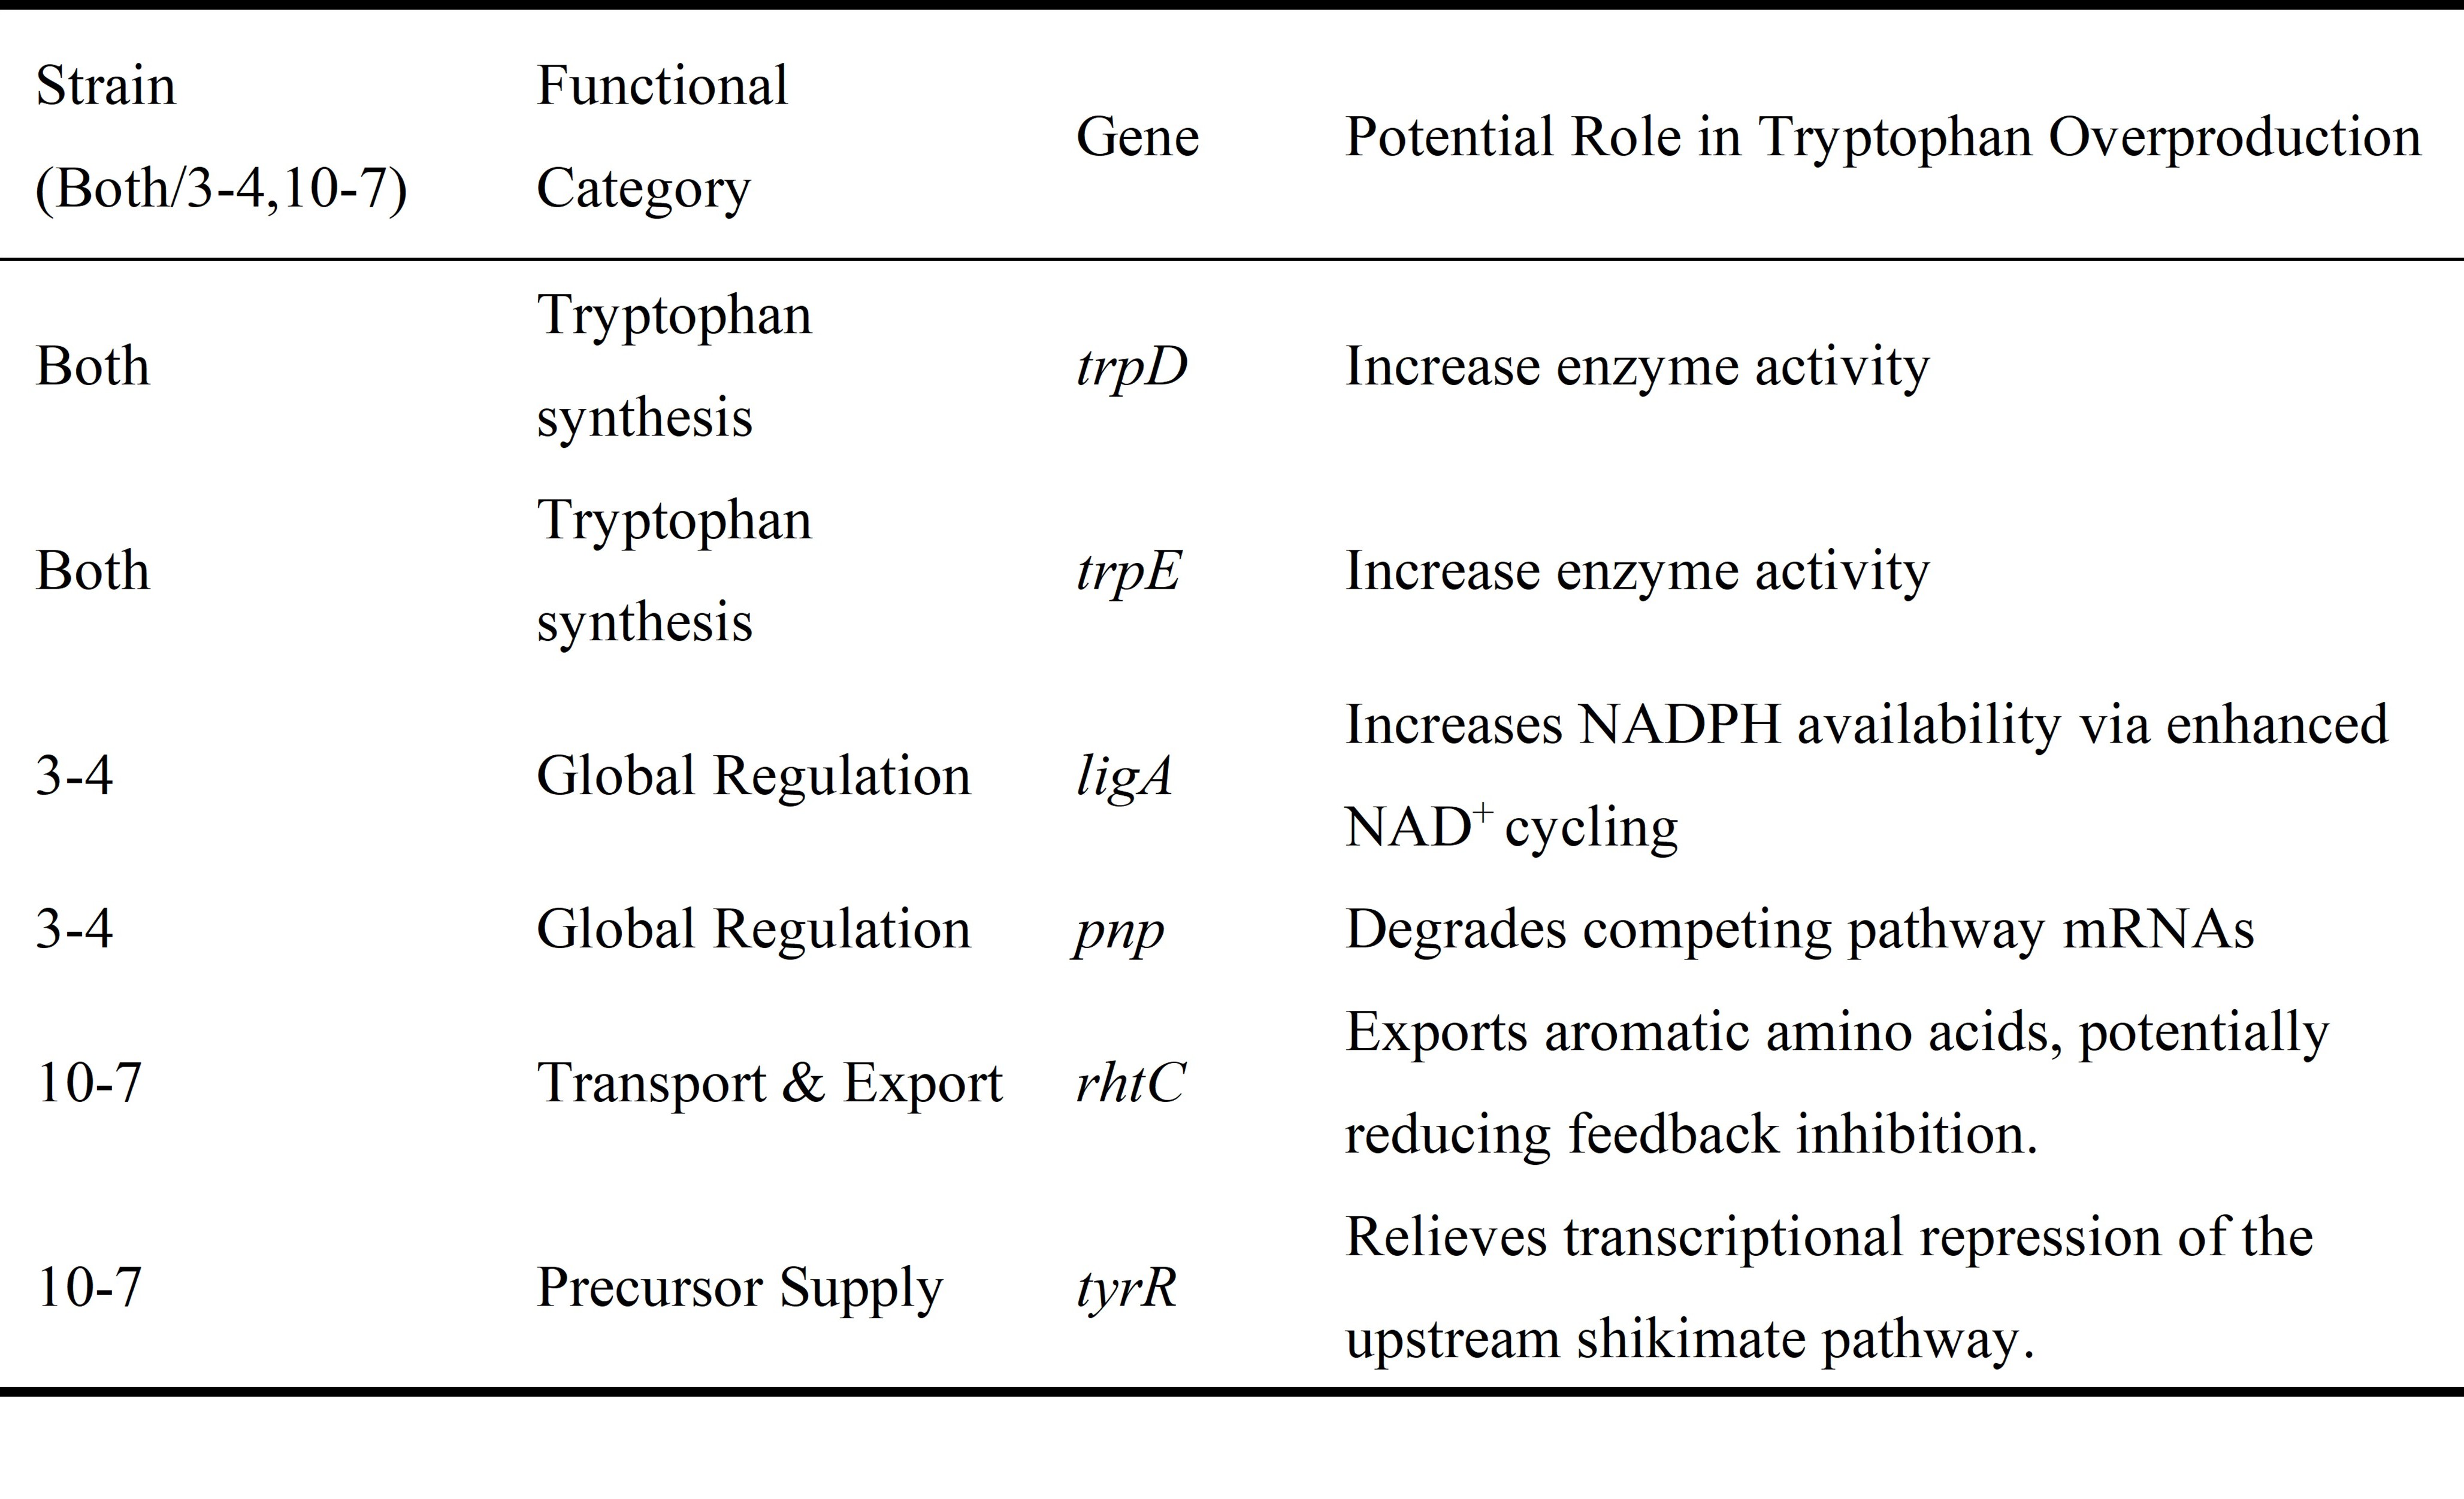 Strain
(Both/3-4,10-7)
Functional
Category
Gene
Potential Role in Tryptophan Overproduction
Both
Tryptophan
synthesis
trpD
Increase enzyme activity
Both
Tryptophan
synthesis
trpE
Increase enzyme activity
3-4
Global Regulation
ligA
Increases NADPH availability via enhanced
NAD⁺ cycling
3-4
Global Regulation
pnp
Degrades competing pathway mRNAs
10-7
Transport & Export
rhtC
Exports aromatic amino acids, potentially
reducing feedback inhibition.
10-7
Precursor Supply
tyrR
Relieves transcriptional repression of the
upstream shikimate pathway.